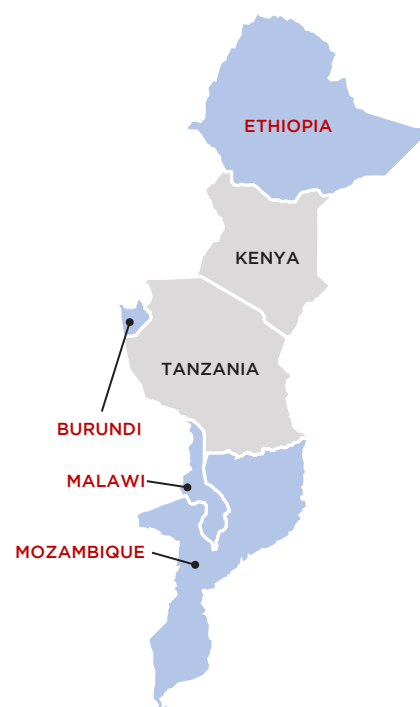 ETHIOPIA
KENYA
TANZANIA
BURUNDI
MALAWI
MOZAMBIQUE